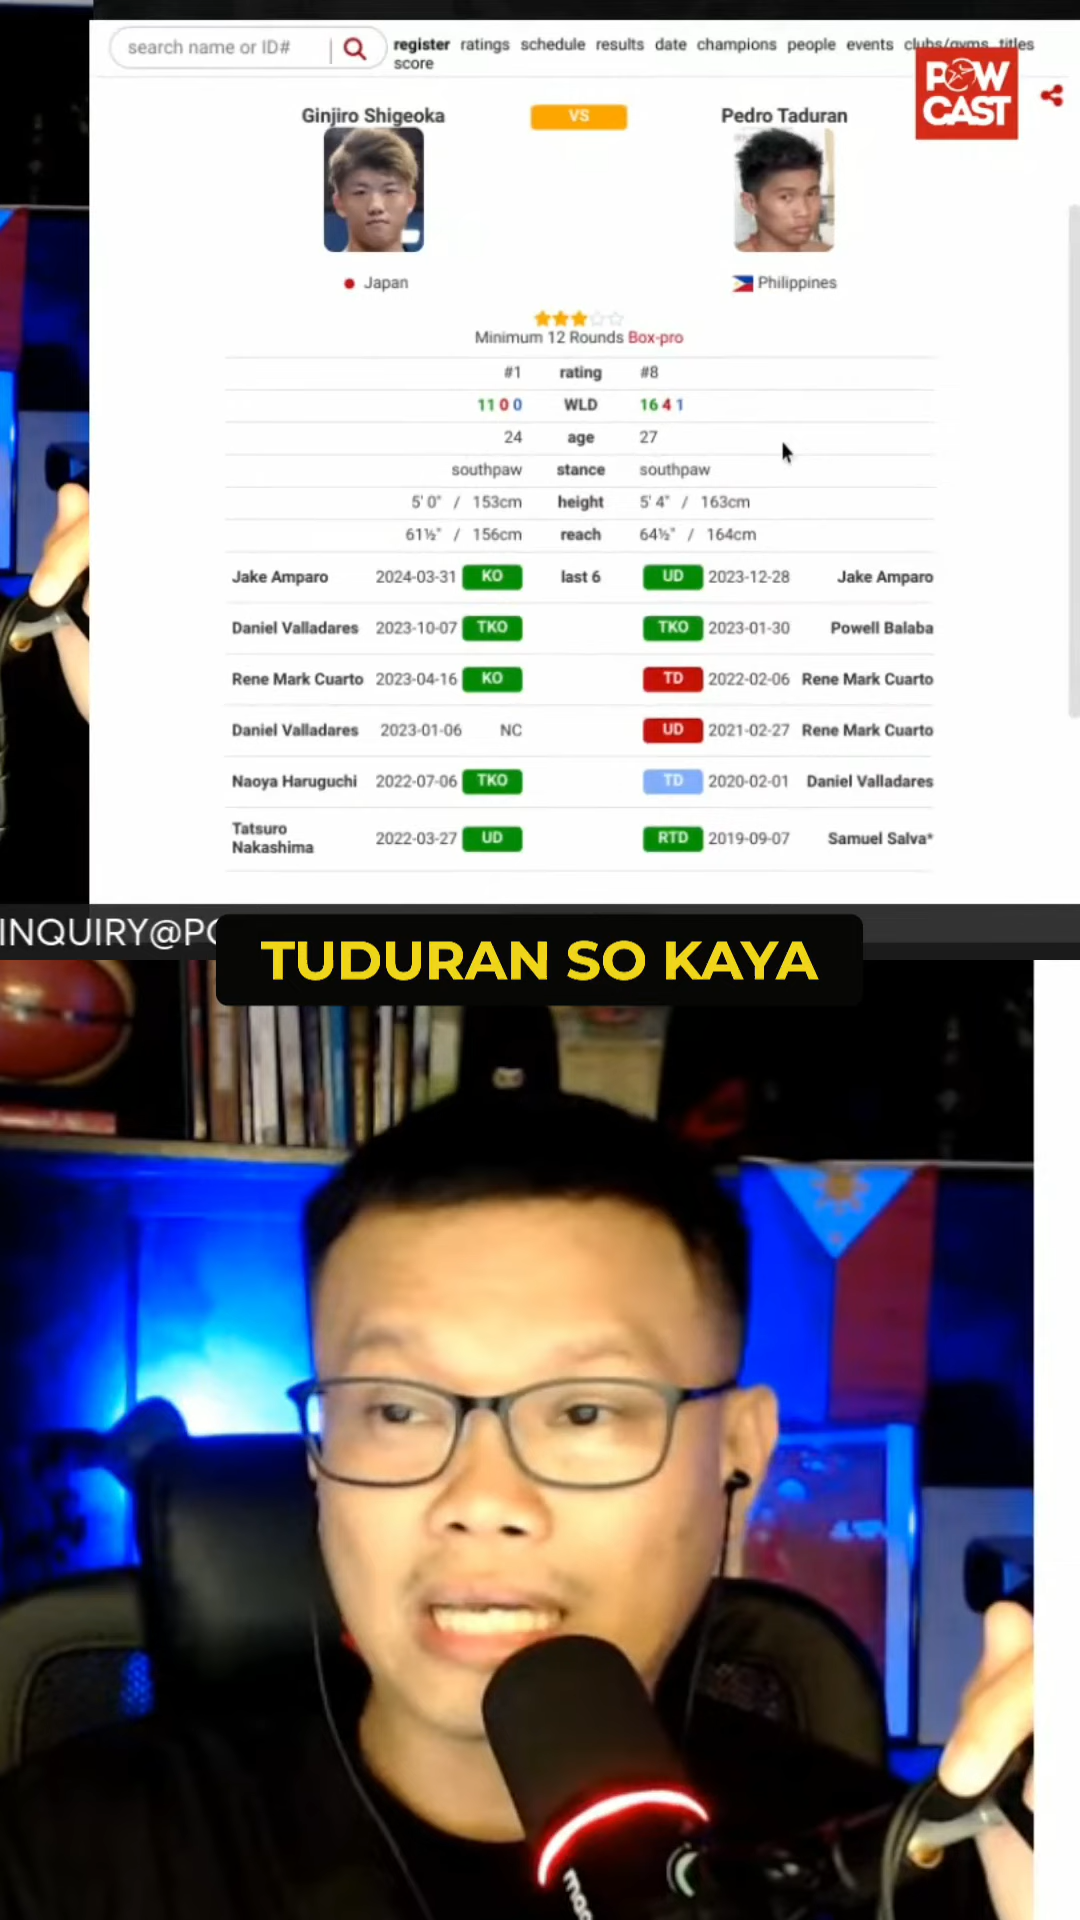 search name or ID#
register ratings schedule results date champions people events clubs/gyms titles
score
POW
CAST
Ginjiro Shigeoka VS Pedro Taduran
Japan Philippines
Minimum 12 Rounds Box-pro
#1 rating #8
11 0 0 WLD 16 4 1
24 age 27
southpaw stance southpaw
5' 0" / 153cm height 5' 4" / 163cm
61½" / 156cm reach 64½" / 164cm
Jake Amparo 2024-03-31 KO last 6 UD 2023-12-28 Jake Amparo
Daniel Valladares 2023-10-07 TKO TKO 2023-01-30 Powell Balaba
Rene Mark Cuarto 2023-04-16 KO TD 2022-02-06 Rene Mark Cuarto
Daniel Valladares 2023-01-06 NC UD 2021-02-27 Rene Mark Cuarto
Naoya Haruguchi 2022-07-06 TKO TD 2020-02-01 Daniel Valladares
Tatsuro
Nakashima 2022-03-27 UD RTD 2019-09-07 Samuel Salva*
INQUIRY@PO
TUDURAN SO KAYA